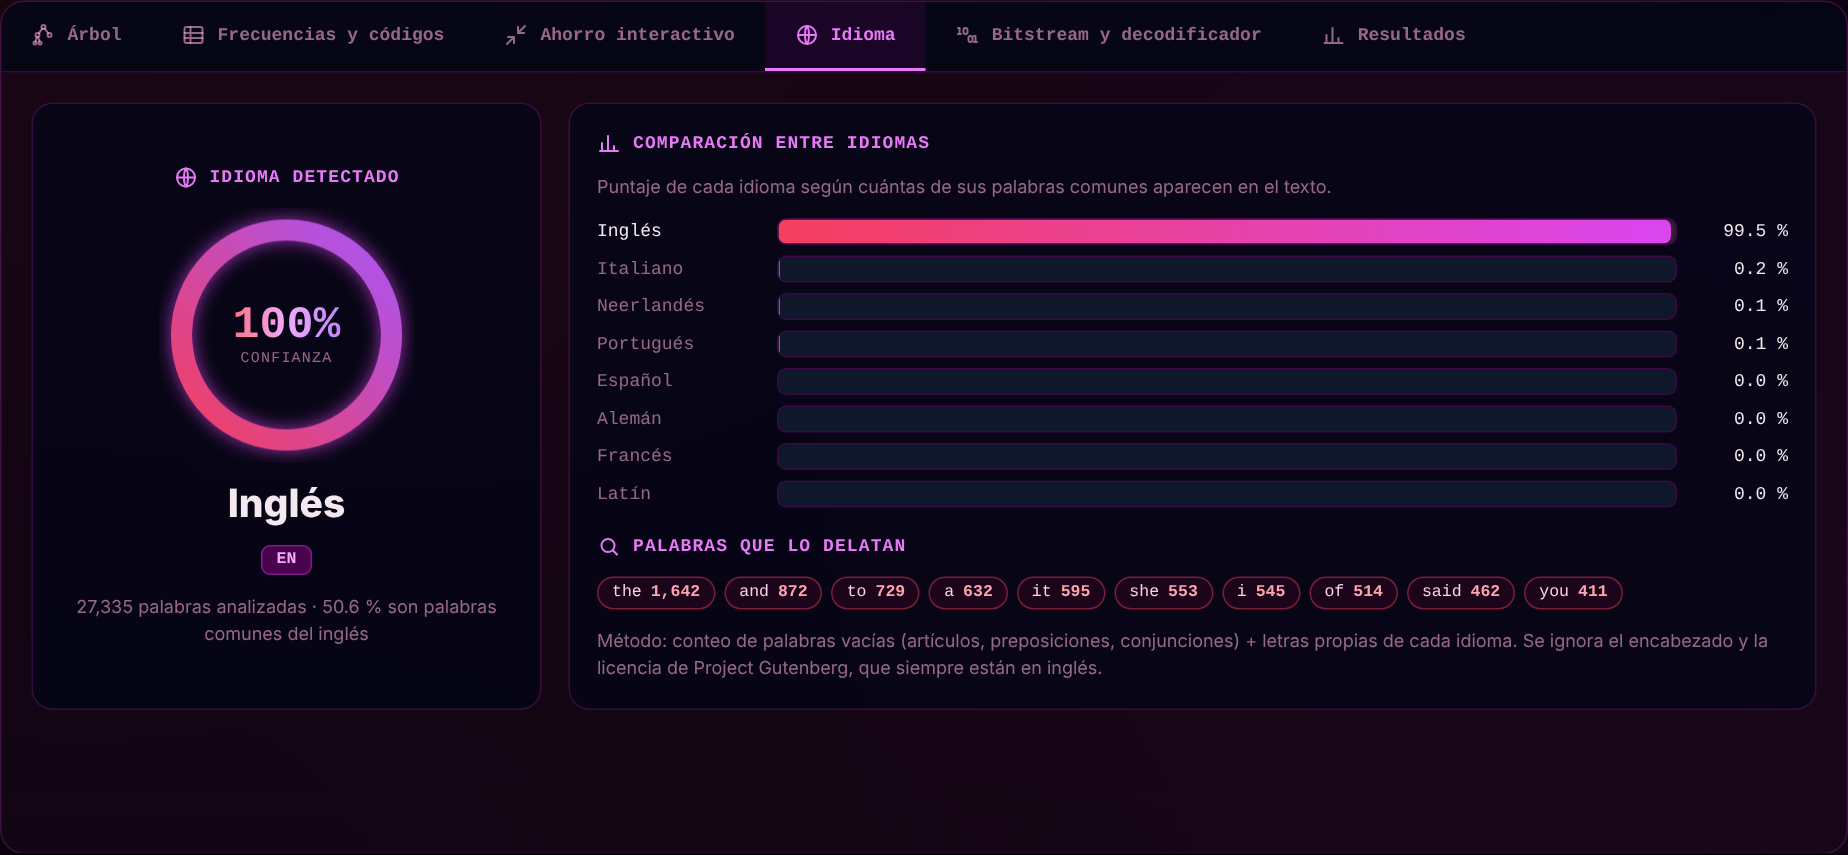 Árbol
Frecuencias y códigos
Ahorro interactivo
Idioma
Bitstream y decodificador
Resultados
IDIOMA DETECTADO
100%
CONFIANZA
Inglés
EN
27,335 palabras analizadas · 50.6 % son palabras
comunes del inglés
COMPARACIÓN ENTRE IDIOMAS
Puntaje de cada idioma según cuántas de sus palabras comunes aparecen en el texto.
Inglés 99.5 %
Italiano 0.2 %
Neerlandés 0.1 %
Portugués 0.1 %
Español 0.0 %
Alemán 0.0 %
Francés 0.0 %
Latín 0.0 %
PALABRAS QUE LO DELATAN
the 1,642 and 872 to 729 a 632 it 595 she 553 i 545 of 514 said 462 you 411
Método: conteo de palabras vacías (artículos, preposiciones, conjunciones) + letras propias de cada idioma. Se ignora el encabezado y la
licencia de Project Gutenberg, que siempre están en inglés.